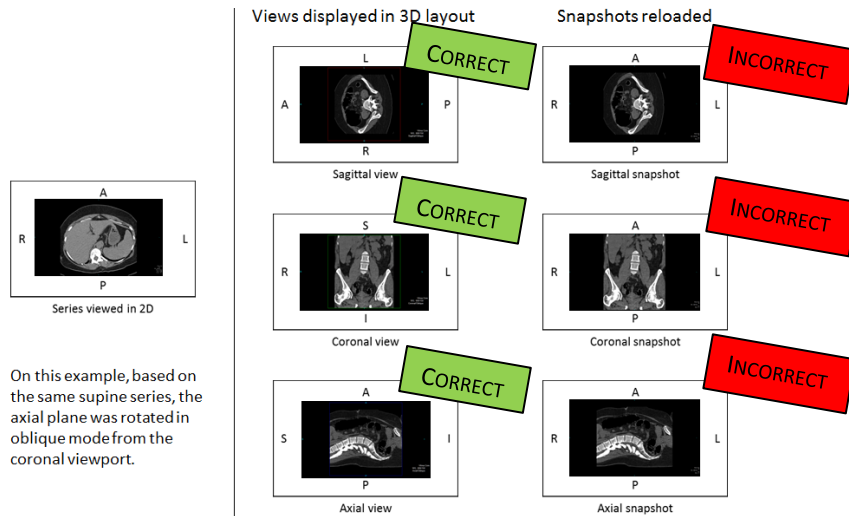 Views displayed in 3D layout
Snapshots reloaded
CORRECT
INCORRECT
L
A
P
R
Sagittal view
A
R
L
P
Sagittal snapshot
A
R
L
P
Series viewed in 2D
CORRECT
INCORRECT
S
R
L
I
Coronal view
A
R
L
P
Coronal snapshot
On this example, based on
the same supine series, the
axial plane was rotated in
oblique mode from the
coronal viewport.
CORRECT
INCORRECT
A
S
I
P
Axial view
A
R
L
P
Axial snapshot